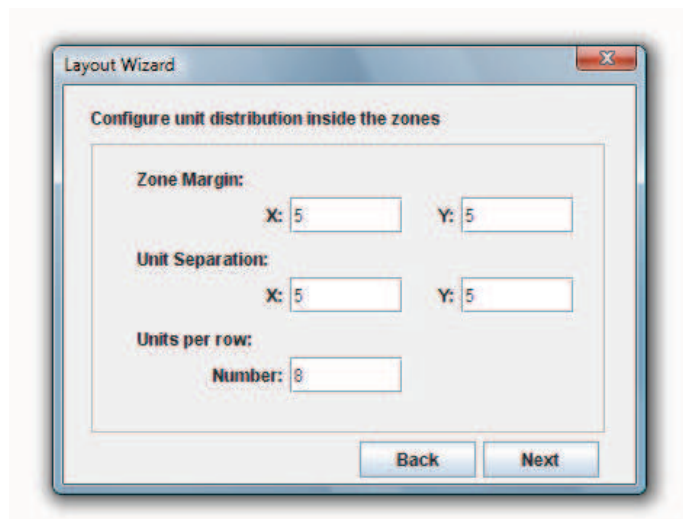 Layout Wizard
Configure unit distribution inside the zones
Zone Margin:
X: 5 Y: 5
Unit Separation:
X: 5 Y: 5
Units per row:
Number: 8
Back Next